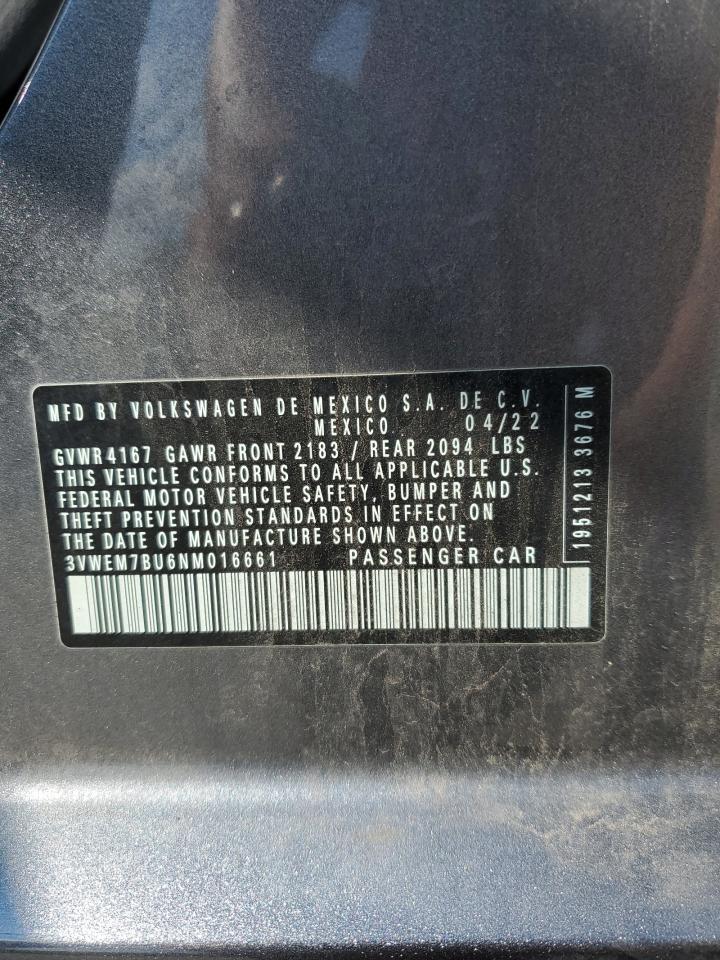 MFD BY VOLKSWAGEN DE MEXICO S.A. DE C.V.
MEXICO. 04/22
GVWR4167 GAWR FRONT 2183 / REAR 2094 LBS
THIS VEHICLE CONFORMS TO ALL APPLICABLE U.S.
FEDERAL MOTOR VEHICLE SAFETY, BUMPER AND
THEFT PREVENTION STANDARDS IN EFFECT ON
THE DATE OF MANUFACTURE SHOWN ABOVE.
3VWEM7BU6NM016661 PASSENGER CAR
1951213 3676 M